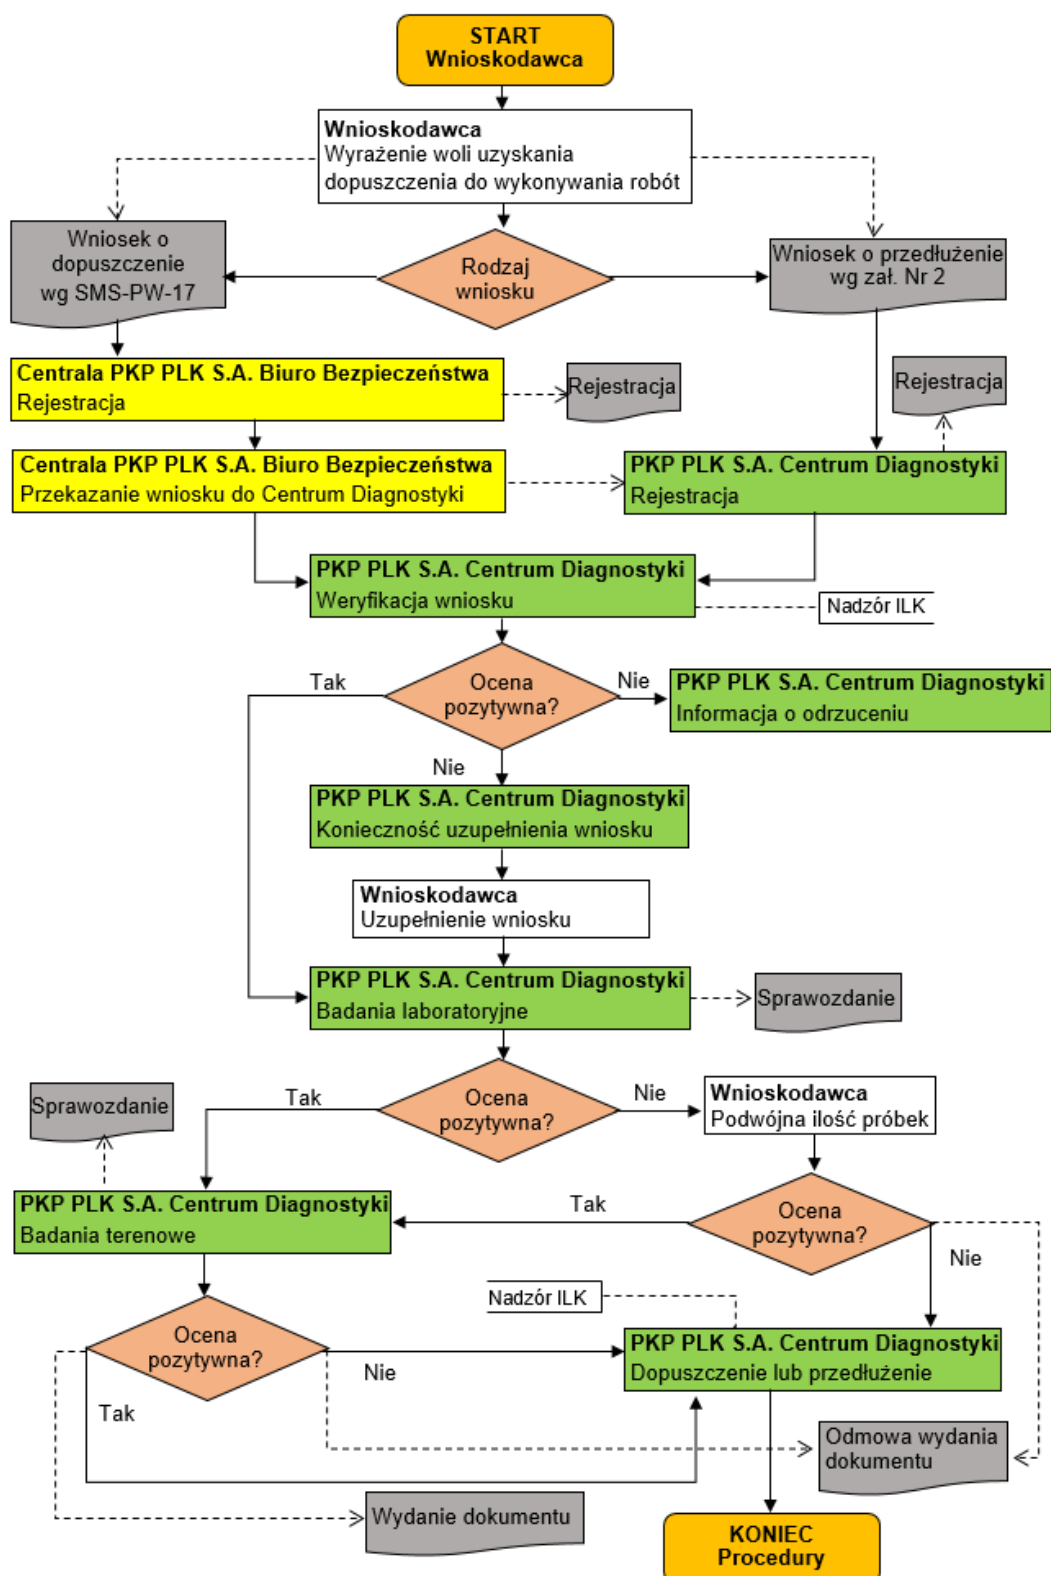 START
Wnioskodawca
Wnioskodawca
Wyrażenie woli uzyskania
dopuszczenia do wykonywania robót
Wniosek o
dopuszczenie
wg SMS-PW-17
Rodzaj
wniosku
Wniosek o przedłużenie
wg zał. Nr 2
Centrala PKP PLK S.A. Biuro Bezpieczeństwa
Rejestracja
Rejestracja
Rejestracja
Centrala PKP PLK S.A. Biuro Bezpieczeństwa
Przekazanie wniosku do Centrum Diagnostyki
PKP PLK S.A. Centrum Diagnostyki
Rejestracja
PKP PLK S.A. Centrum Diagnostyki
Weryfikacja wniosku
Nadzór ILK
Tak
Ocena
pozytywna?
Nie
PKP PLK S.A. Centrum Diagnostyki
Informacja o odrzuceniu
Nie
PKP PLK S.A. Centrum Diagnostyki
Konieczność uzupełnienia wniosku
Wnioskodawca
Uzupełnienie wniosku
PKP PLK S.A. Centrum Diagnostyki
Badania laboratoryjne
Sprawozdanie
Sprawozdanie
Tak
Ocena
pozytywna?
Nie
Wnioskodawca
Podwójna ilość próbek
PKP PLK S.A. Centrum Diagnostyki
Badania terenowe
Tak
Ocena
pozytywna?
Nie
Nadzór ILK
Ocena
pozytywna?
Nie
Tak
PKP PLK S.A. Centrum Diagnostyki
Dopuszczenie lub przedłużenie
Odmowa wydania
dokumentu
Wydanie dokumentu
KONIEC
Procedury